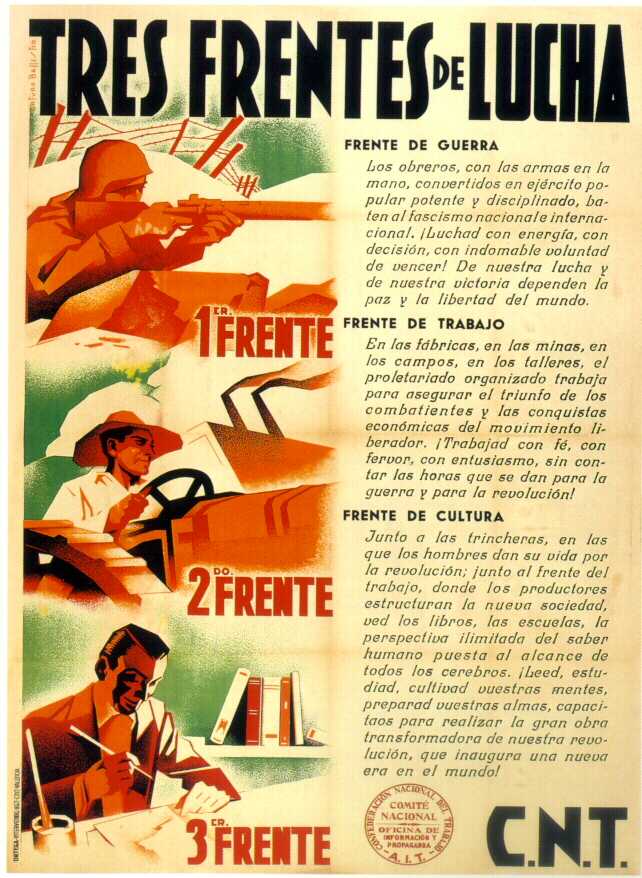 TRES FRENTES DE LUCHA
Arturo Ballester
FRENTE DE GUERRA
Los obreros, con las armas en la
mano, convertidos en ejército po-
pular potente y disciplinado, ba-
ten al fascismo nacional e interna-
cional. ¡Luchad con energía, con
decisión, con indomable voluntad
de vencer! De nuestra lucha y
de nuestra victoria dependen la
paz y la libertad del mundo.
1ER. FRENTE
FRENTE DE TRABAJO
En las fábricas, en las minas, en
los campos, en los talleres, el
proletariado organizado trabaja
para asegurar el triunfo de los
combatientes y las conquistas
económicas del movimiento li-
berador. ¡Trabajad con fé, con
fervor, con entusiasmo, sin con-
tar las horas que se dan para la
guerra y para la revolución!
2DO. FRENTE
FRENTE DE CULTURA
Junto a las trincheras, en las
que los hombres dan su vida por
la revolución; junto al frente del
trabajo, donde los productores
estructuran la nueva sociedad,
ved los libros, las escuelas, la
perspectiva ilimitada del saber
humano puesta al alcance de
todos los cerebros. ¡Leed, estu-
diad, cultivad vuestras mentes,
preparad vuestras almas, capaci-
taos para realizar la gran obra
transformadora de nuestra revo-
lución, que inaugura una nueva
era en el mundo!
3ER. FRENTE
CONFEDERACIÓN NACIONAL DEL TRABAJO
COMITÉ
NACIONAL
OFICINA DE
INFORMACIÓN Y
PROPAGANDA
A.I.T.
C.N.T.